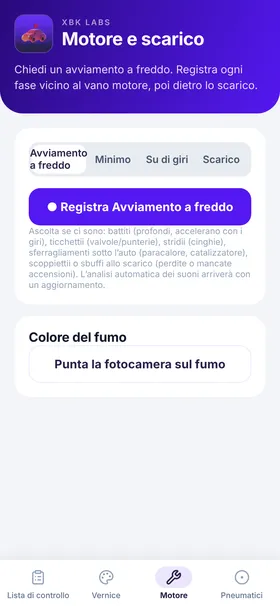 XBK LABS
Motore e scarico
Chiedi un avviamento a freddo. Registra ogni
fase vicino al vano motore, poi dietro lo scarico.
Avviamento
a freddo
Minimo
Su di giri
Scarico
Registra Avviamento a freddo
Ascolta se ci sono: battiti (profondi, accelerano con i
giri), ticchettii (valvole/punterie), stridii (cinghie),
sferragliamenti sotto l'auto (paracalore, catalizzatore),
scoppiettii o sbuffi allo scarico (perdite o mancate
accensioni). L'analisi automatica dei suoni arriverà con
un aggiornamento.
Colore del fumo
Punta la fotocamera sul fumo
Lista di controllo
Vernice
Motore
Pneumatici